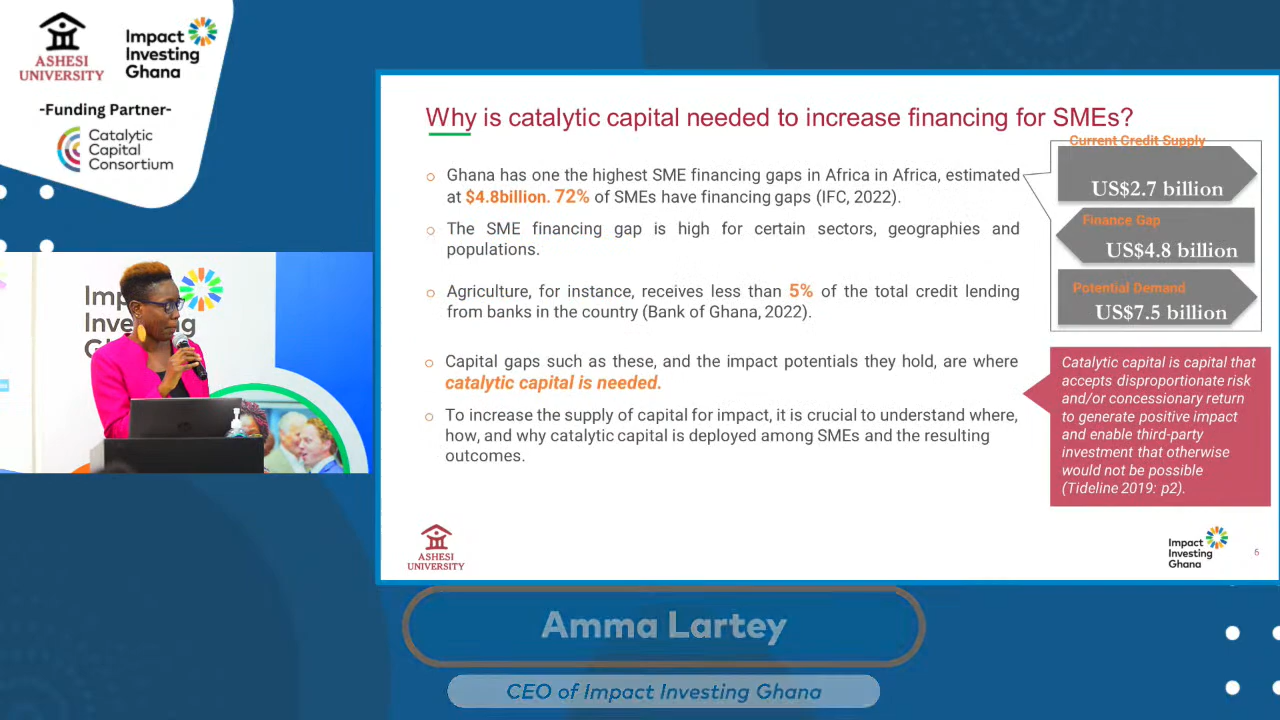 ASHESI
UNIVERSITY
Impact
Investing
Ghana
-Funding Partner-
Catalytic
Capital
Consortium
Why is catalytic capital needed to increase financing for SMEs?
Ghana has one the highest SME financing gaps in Africa in Africa, estimated
at $4.8billion. 72% of SMEs have financing gaps (IFC, 2022).
The SME financing gap is high for certain sectors, geographies and
populations.
Agriculture, for instance, receives less than 5% of the total credit lending
from banks in the country (Bank of Ghana, 2022).
Capital gaps such as these, and the impact potentials they hold, are where
catalytic capital is needed.
To increase the supply of capital for impact, it is crucial to understand where,
how, and why catalytic capital is deployed among SMEs and the resulting
outcomes.
Current Credit Supply
US$2.7 billion
Finance Gap
US$4.8 billion
Potential Demand
US$7.5 billion
Catalytic capital is capital that
accepts disproportionate risk
and/or concessionary return
to generate positive impact
and enable third-party
investment that otherwise
would not be possible
(Tideline 2019: p2).
ASHESI
UNIVERSITY
Impact
Investing
Ghana
6
Amma Lartey
CEO of Impact Investing Ghana